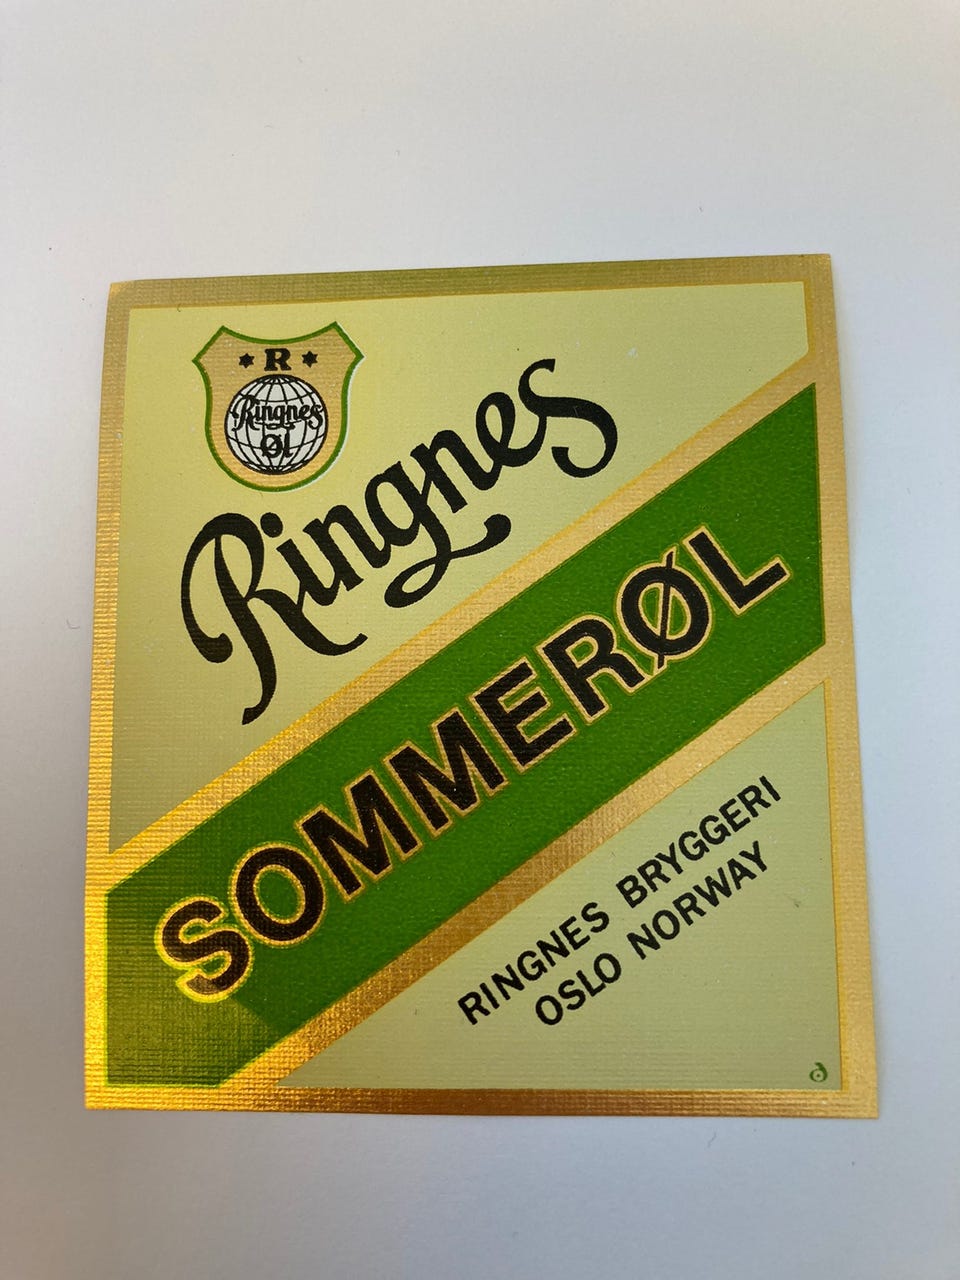 R
Ringnes
ØL
Ringnes
SOMMERØL
RINGNES BRYGGERI
OSLO NORWAY